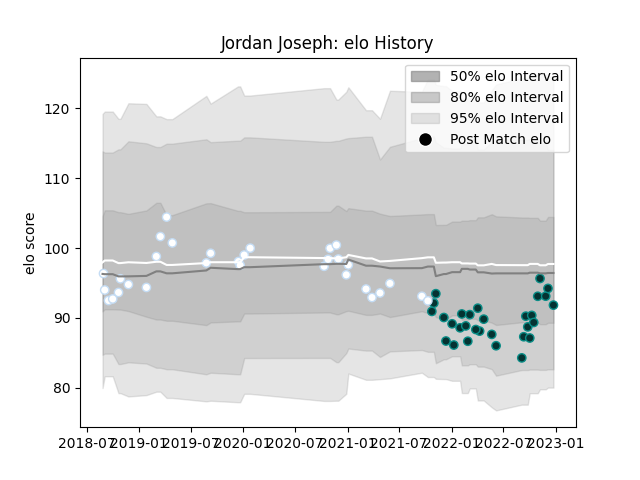 Jordan Joseph: elo History
50% elo Interval
80% elo Interval
95% elo Interval
Post Match elo
elo score
120
110
100
90
80
2018-07 2019-01 2019-07 2020-01 2020-07 2021-01 2021-07 2022-01 2022-07 2023-01